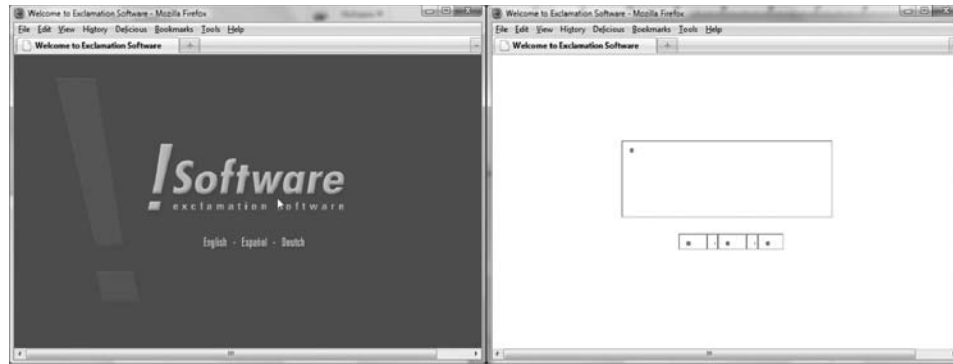 Welcome to Exclamation Software - Mozilla Firefox
File Edit View History Delicious Bookmarks Tools Help
Welcome to Exclamation Software
! Software
exclamation software
English - Español - Deutch
Welcome to Exclamation Software - Mozilla Firefox
File Edit View History Delicious Bookmarks Tools Help
Welcome to Exclamation Software